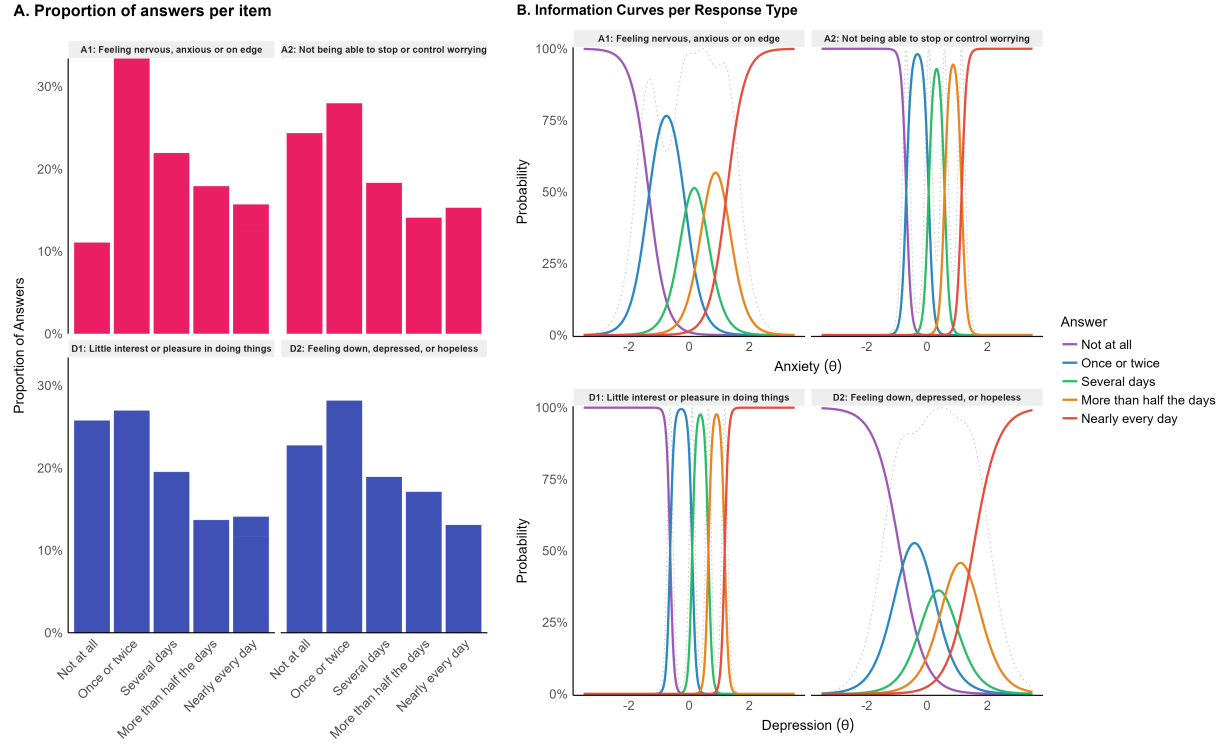 A. Proportion of answers per item
A1: Feeling nervous, anxious or on edge
A2: Not being able to stop or control worrying
30%
20%
10%
0%
D1: Little interest or pleasure in doing things
D2: Feeling down, depressed, or hopeless
30%
20%
10%
0%
Proportion of Answers
Not at all
Once or twice
Several days
More than half the days
Nearly every day
Not at all
Once or twice
Several days
More than half the days
Nearly every day
B. Information Curves per Response Type
A1: Feeling nervous, anxious or on edge
A2: Not being able to stop or control worrying
100%
75%
50%
25%
0%
Probability
-2 0 2
-2 0 2
Anxiety (θ)
D1: Little interest or pleasure in doing things
D2: Feeling down, depressed, or hopeless
100%
75%
50%
25%
0%
Probability
-2 0 2
-2 0 2
Depression (θ)
Answer
Not at all
Once or twice
Several days
More than half the days
Nearly every day